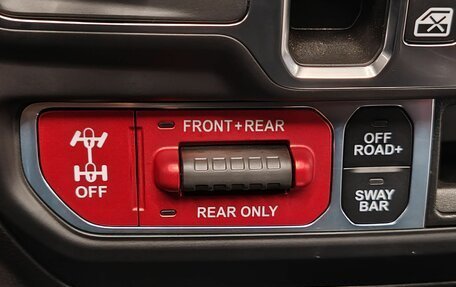 FRONT+REAR
OFF
REAR ONLY
OFF
ROAD+
SWAY
BAR